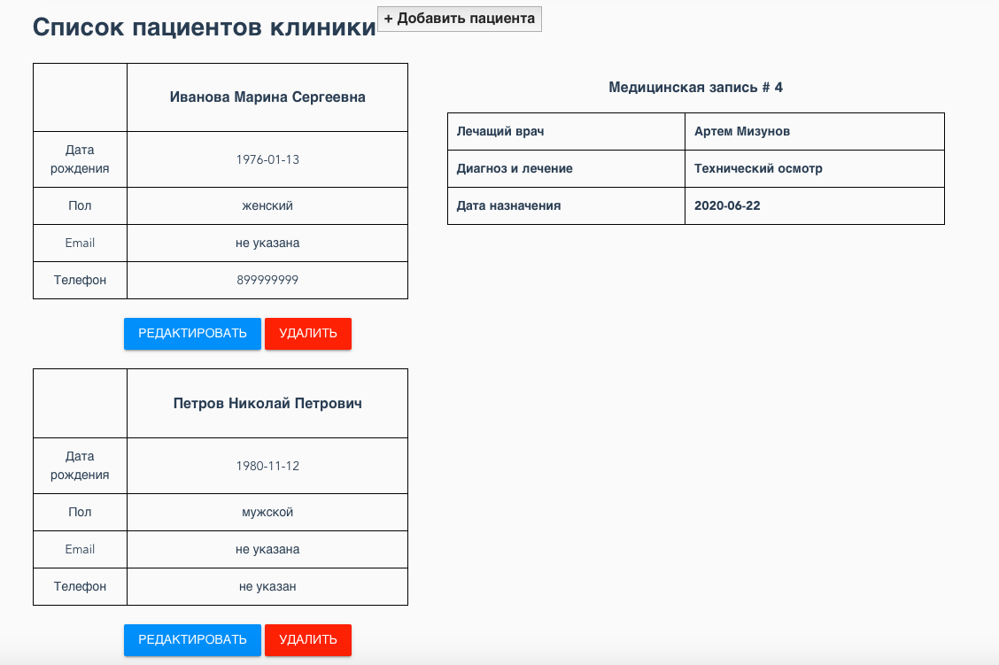 Список пациентов клиники
+ Добавить пациента
Иванова Марина Сергеевна
Дата
рождения
1976-01-13
Пол
женский
Email
не указана
Телефон
899999999
РЕДАКТИРОВАТЬ
УДАЛИТЬ
Медицинская запись # 4
Лечащий врач
Артем Мизунов
Диагноз и лечение
Технический осмотр
Дата назначения
2020-06-22
Петров Николай Петрович
Дата
рождения
1980-11-12
Пол
мужской
Email
не указана
Телефон
не указан
РЕДАКТИРОВАТЬ
УДАЛИТЬ